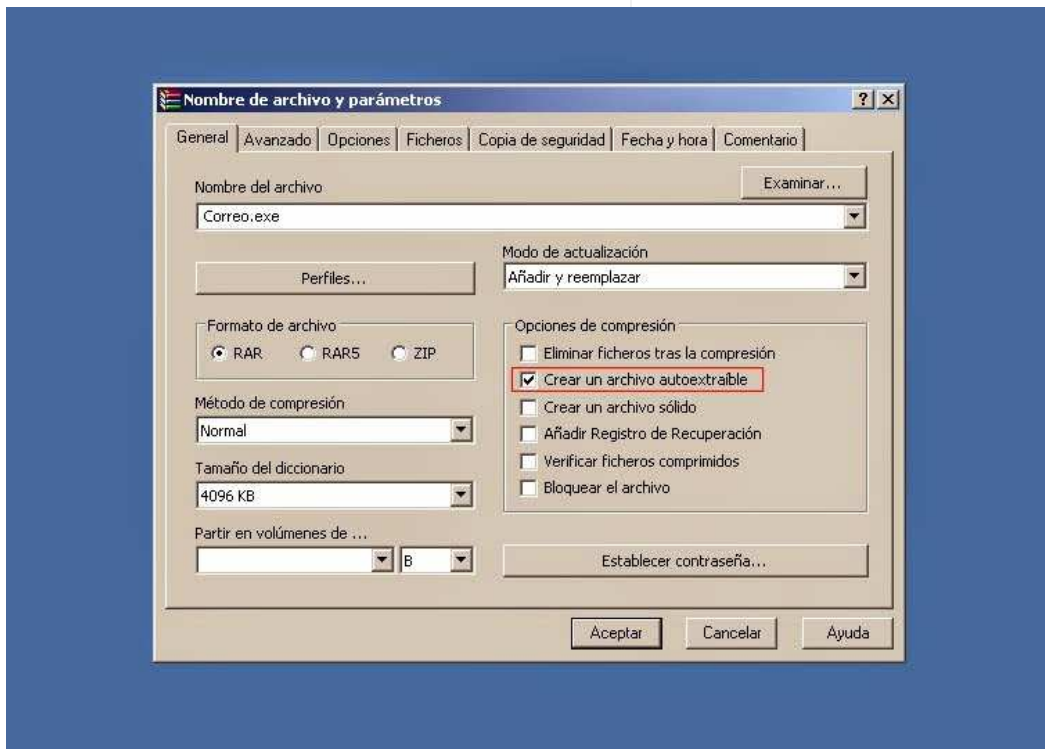 Nombre de archivo y parámetros
General Avanzado Opciones Ficheros Copia de seguridad Fecha y hora Comentario
Nombre del archivo
Examinar...
Correo.exe
Perfiles...
Modo de actualización
Añadir y reemplazar
Formato de archivo
RAR RAR5 ZIP
Método de compresión
Normal
Tamaño del diccionario
4096 KB
Partir en volúmenes de ...
B
Opciones de compresión
Eliminar ficheros tras la compresión
Crear un archivo autoextraíble
Crear un archivo sólido
Añadir Registro de Recuperación
Verificar ficheros comprimidos
Bloquear el archivo
Establecer contraseña...
Aceptar Cancelar Ayuda